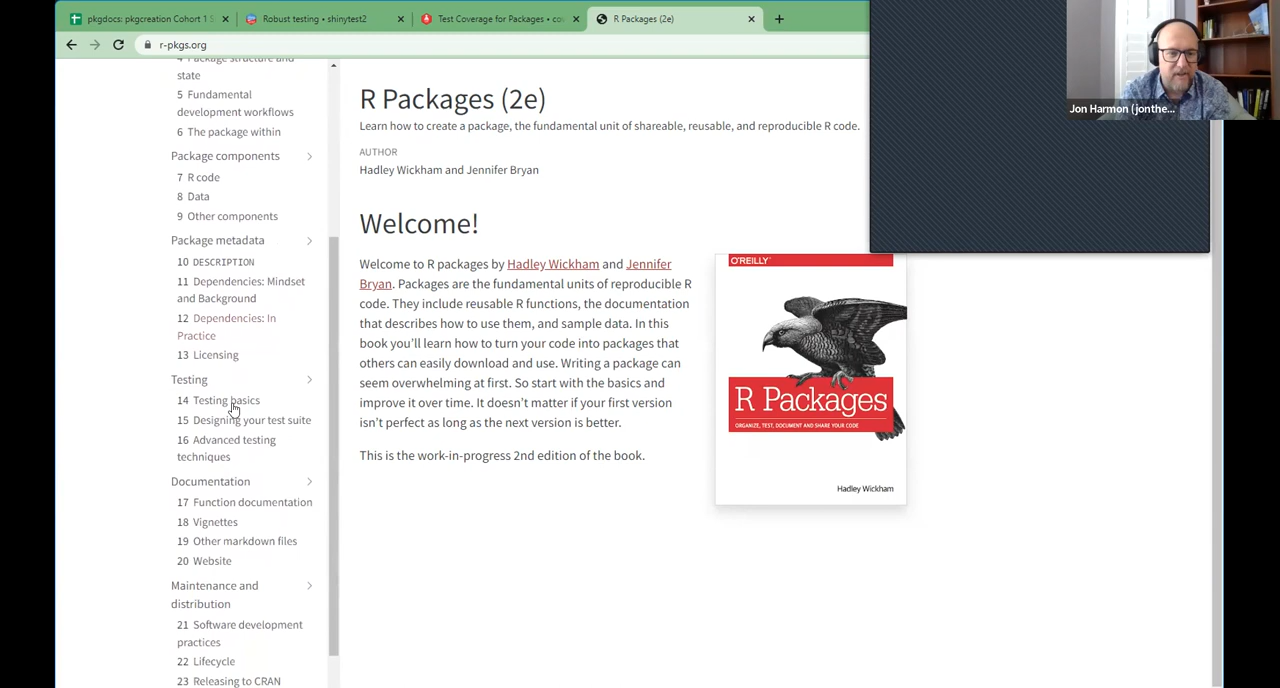 pkgdocs: pkgcreation Cohort 1 S
Robust testing • shinytest2
Test Coverage for Packages • cov
R Packages (2e)
r-pkgs.org
Jon Harmon (jonthe...
4 Package structure and
state
5 Fundamental
development workflows
6 The package within
Package components
7 R code
8 Data
9 Other components
Package metadata
10 DESCRIPTION
11 Dependencies: Mindset
and Background
12 Dependencies: In
Practice
13 Licensing
Testing
14 Testing basics
15 Designing your test suite
16 Advanced testing
techniques
Documentation
17 Function documentation
18 Vignettes
19 Other markdown files
20 Website
Maintenance and
distribution
21 Software development
practices
22 Lifecycle
23 Releasing to CRAN
R Packages (2e)
Learn how to create a package, the fundamental unit of shareable, reusable, and reproducible R code.
AUTHOR
Hadley Wickham and Jennifer Bryan
Welcome!
Welcome to R packages by Hadley Wickham and Jennifer
Bryan. Packages are the fundamental units of reproducible R
code. They include reusable R functions, the documentation
that describes how to use them, and sample data. In this
book you'll learn how to turn your code into packages that
others can easily download and use. Writing a package can
seem overwhelming at first. So start with the basics and
improve it over time. It doesn't matter if your first version
isn't perfect as long as the next version is better.
This is the work-in-progress 2nd edition of the book.
O'REILLY
R Packages
ORGANIZE, TEST, DOCUMENT AND SHARE YOUR CODE
Hadley Wickham